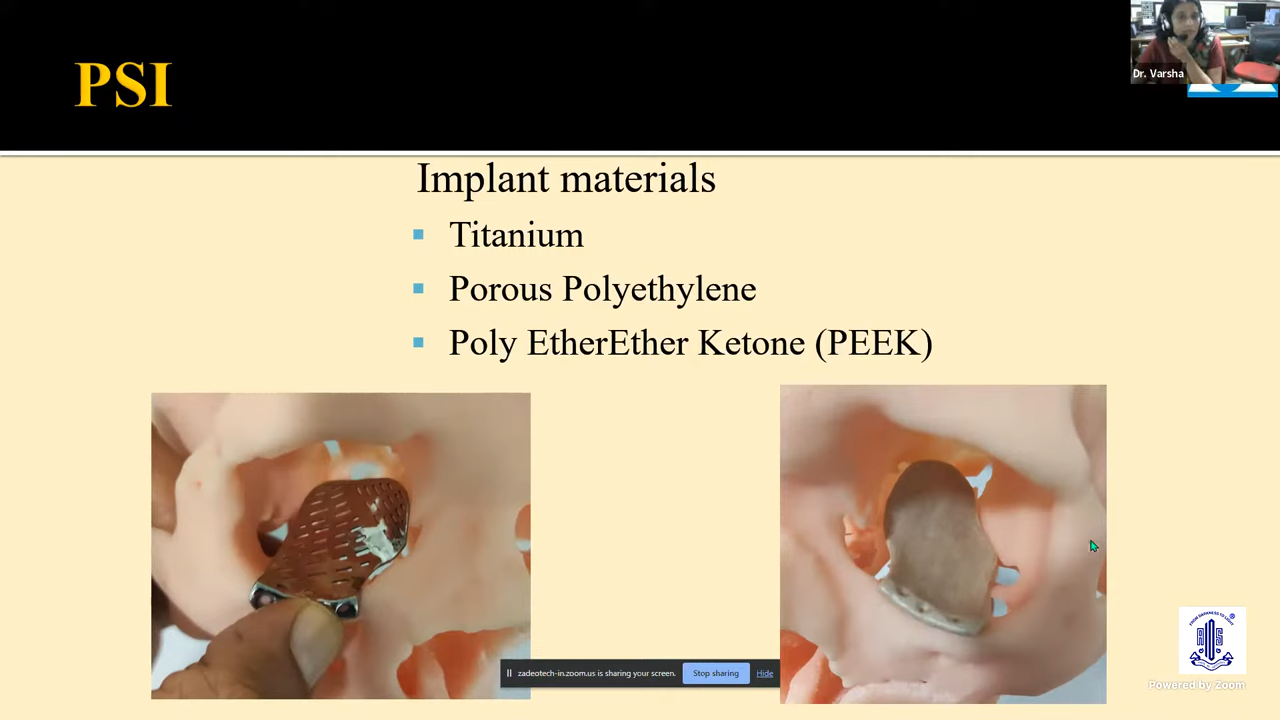 PSI
Dr. Varsha
Implant materials
Titanium
Porous Polyethylene
Poly EtherEther Ketone (PEEK)
zadeotech-in.zoom.us is sharing your screen.
Stop sharing
Hide
Powered by Zoom